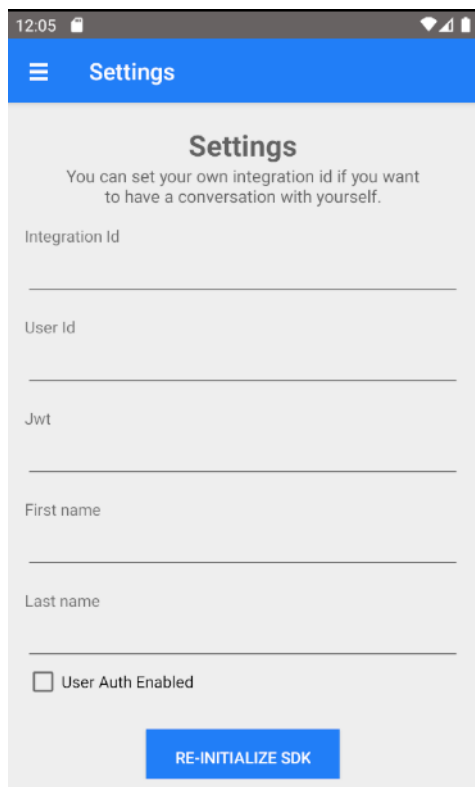 12:05
Settings
Settings
You can set your own integration id if you want
to have a conversation with yourself.
Integration Id
User Id
Jwt
First name
Last name
User Auth Enabled
RE-INITIALIZE SDK